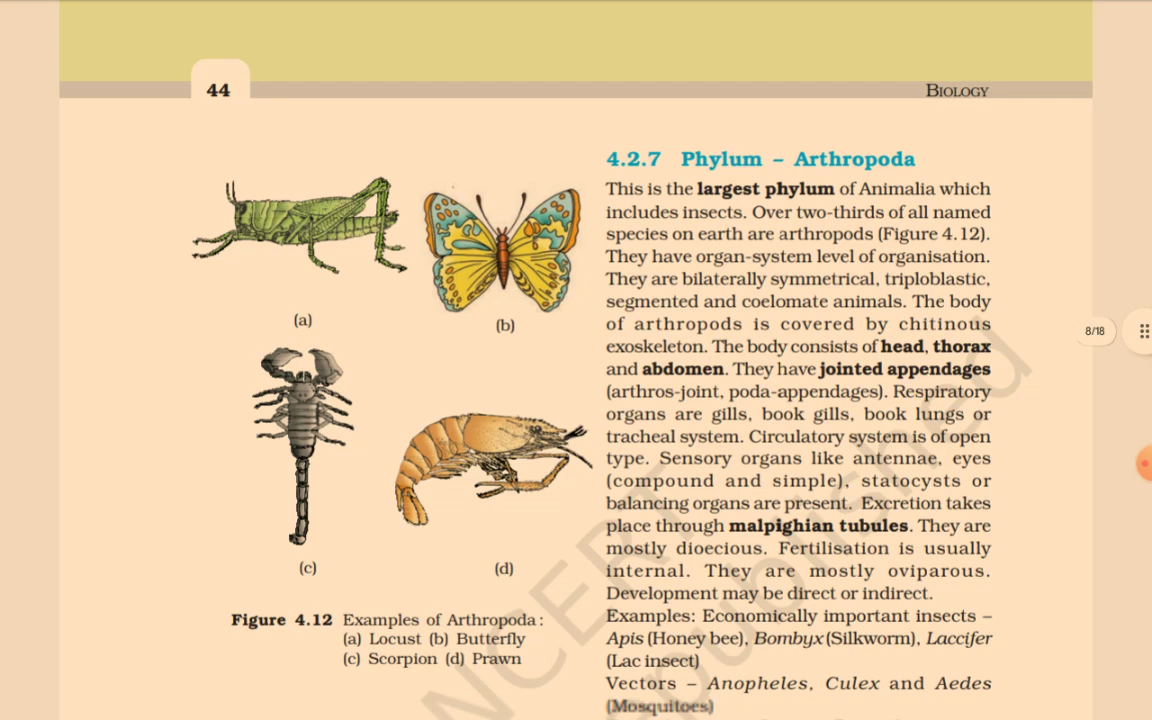 44
BIOLOGY
(a)
(b)
(c)
(d)
Figure 4.12 Examples of Arthropoda :
(a) Locust (b) Butterfly
(c) Scorpion (d) Prawn
4.2.7 Phylum – Arthropoda
This is the largest phylum of Animalia which
includes insects. Over two-thirds of all named
species on earth are arthropods (Figure 4.12).
They have organ-system level of organisation.
They are bilaterally symmetrical, triploblastic,
segmented and coelomate animals. The body
of arthropods is covered by chitinous
exoskeleton. The body consists of head, thorax
and abdomen. They have jointed appendages
(arthros-joint, poda-appendages). Respiratory
organs are gills, book gills, book lungs or
tracheal system. Circulatory system is of open
type. Sensory organs like antennae, eyes
(compound and simple), statocysts or
balancing organs are present. Excretion takes
place through malpighian tubules. They are
mostly dioecious. Fertilisation is usually
internal. They are mostly oviparous.
Development may be direct or indirect.
Examples: Economically important insects –
Apis (Honey bee), Bombyx (Silkworm), Laccifer
(Lac insect)
Vectors – Anopheles, Culex and Aedes
(Mosquitoes)
8/18
NCERT
published